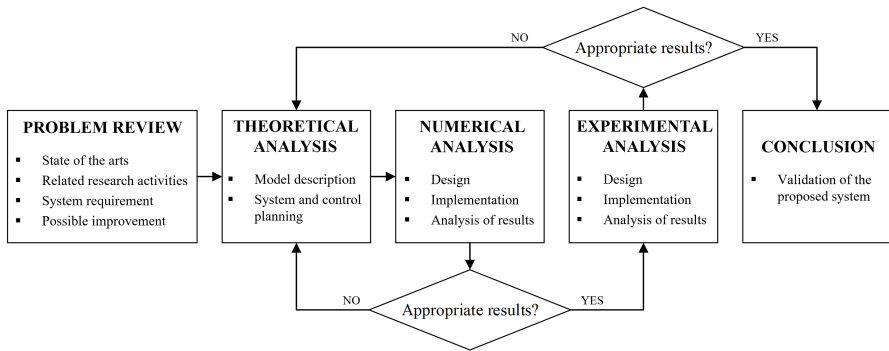 NO
Appropriate results?
YES
PROBLEM REVIEW
▪ State of the arts
▪ Related research activities
▪ System requirement
▪ Possible improvement
THEORETICAL
ANALYSIS
▪ Model description
▪ System and control
planning
NUMERICAL
ANALYSIS
▪ Design
▪ Implementation
▪ Analysis of results
EXPERIMENTAL
ANALYSIS
▪ Design
▪ Implementation
▪ Analysis of results
CONCLUSION
▪ Validation of the
proposed system
NO
Appropriate results?
YES